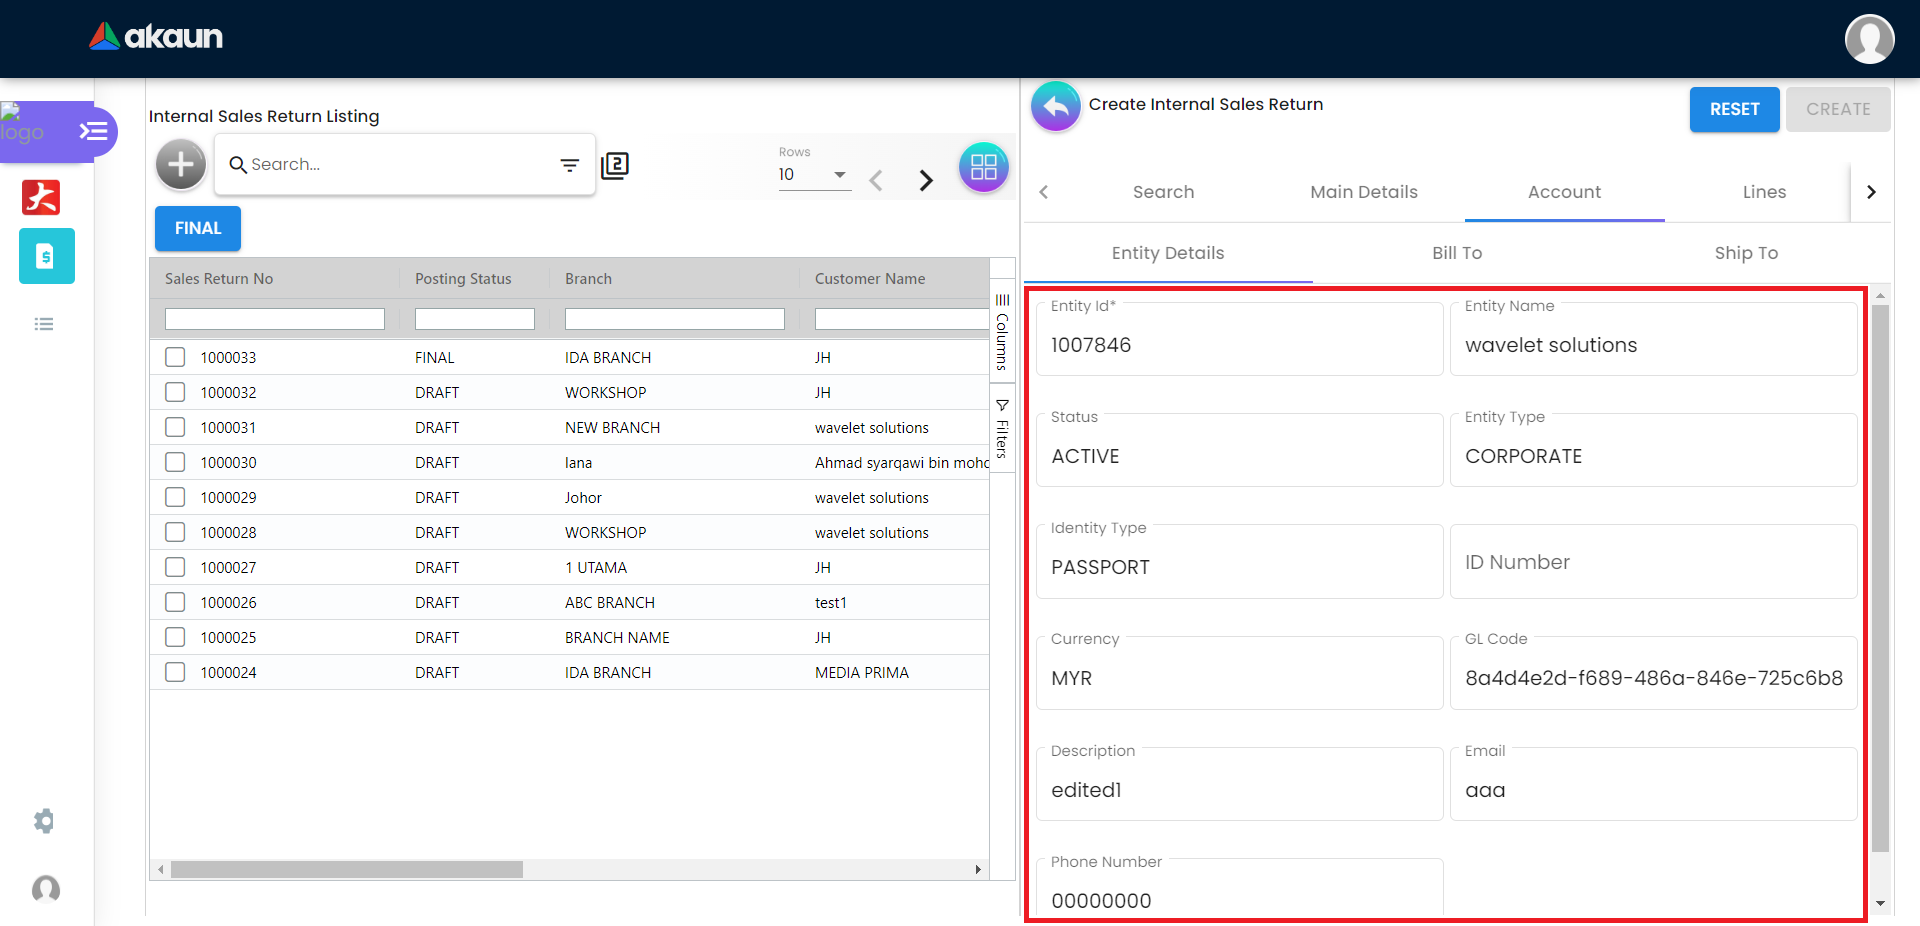 akaun
logo
Internal Sales Return Listing
Search...
2
Rows
10
FINAL
Sales Return No Posting Status Branch Customer Name
1000033 FINAL IDA BRANCH JH
1000032 DRAFT WORKSHOP JH
1000031 DRAFT NEW BRANCH wavelet solutions
1000030 DRAFT lana Ahmad syarqawi bin mohd
1000029 DRAFT Johor wavelet solutions
1000028 DRAFT WORKSHOP wavelet solutions
1000027 DRAFT 1 UTAMA JH
1000026 DRAFT ABC BRANCH test1
1000025 DRAFT BRANCH NAME JH
1000024 DRAFT IDA BRANCH MEDIA PRIMA
Columns
Filters
Create Internal Sales Return
RESET CREATE
Search Main Details Account Lines
Entity Details Bill To Ship To
Entity Id* Entity Name
1007846 wavelet solutions
Status Entity Type
ACTIVE CORPORATE
Identity Type
PASSPORT ID Number
Currency GL Code
MYR 8a4d4e2d-f689-486a-846e-725c6b8
Description Email
edited1 aaa
Phone Number
00000000